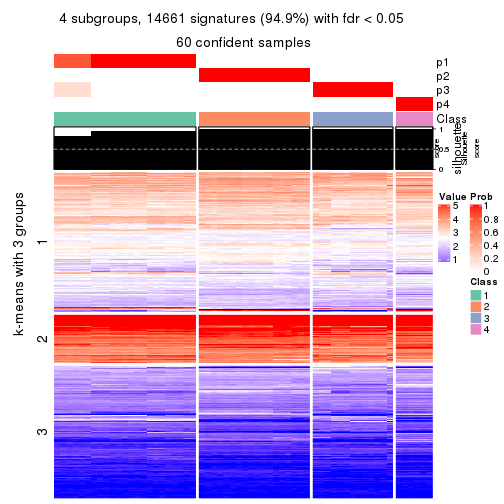 4 subgroups, 14661 signatures (94.9%) with fdr < 0.05
60 confident samples
p1
p2
p3
p4
Class
1
0.5
0
silhouette
Silhouette
score
score
k-means with 3 groups
1
2
3
Value
5
4
3
2
1
Prob
1
0.8
0.6
0.4
0.2
0
Class
1
2
3
4